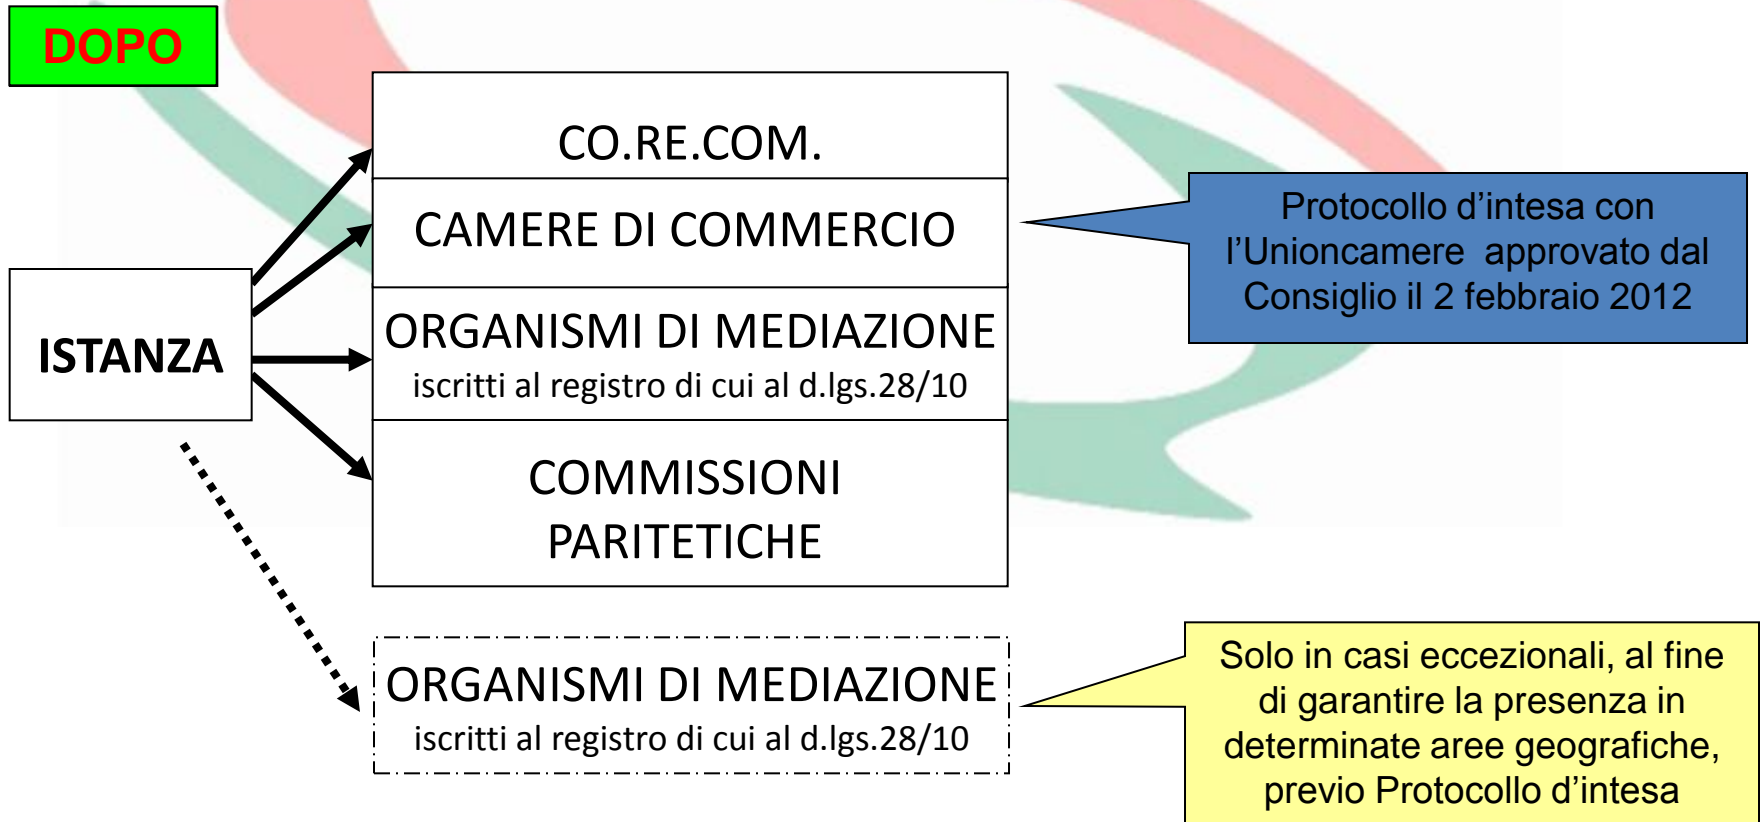 DOPO
CO.RE.COM.
CAMERE DI COMMERCIO
Protocollo d’intesa con
l’Unioncamere approvato dal
Consiglio il 2 febbraio 2012
ISTANZA
ORGANISMI DI MEDIAZIONE
iscritti al registro di cui al d.lgs.28/10
COMMISSIONI
PARITETICHE
ORGANISMI DI MEDIAZIONE
iscritti al registro di cui al d.lgs.28/10
Solo in casi eccezionali, al fine
di garantire la presenza in
determinate aree geografiche,
previo Protocollo d’intesa